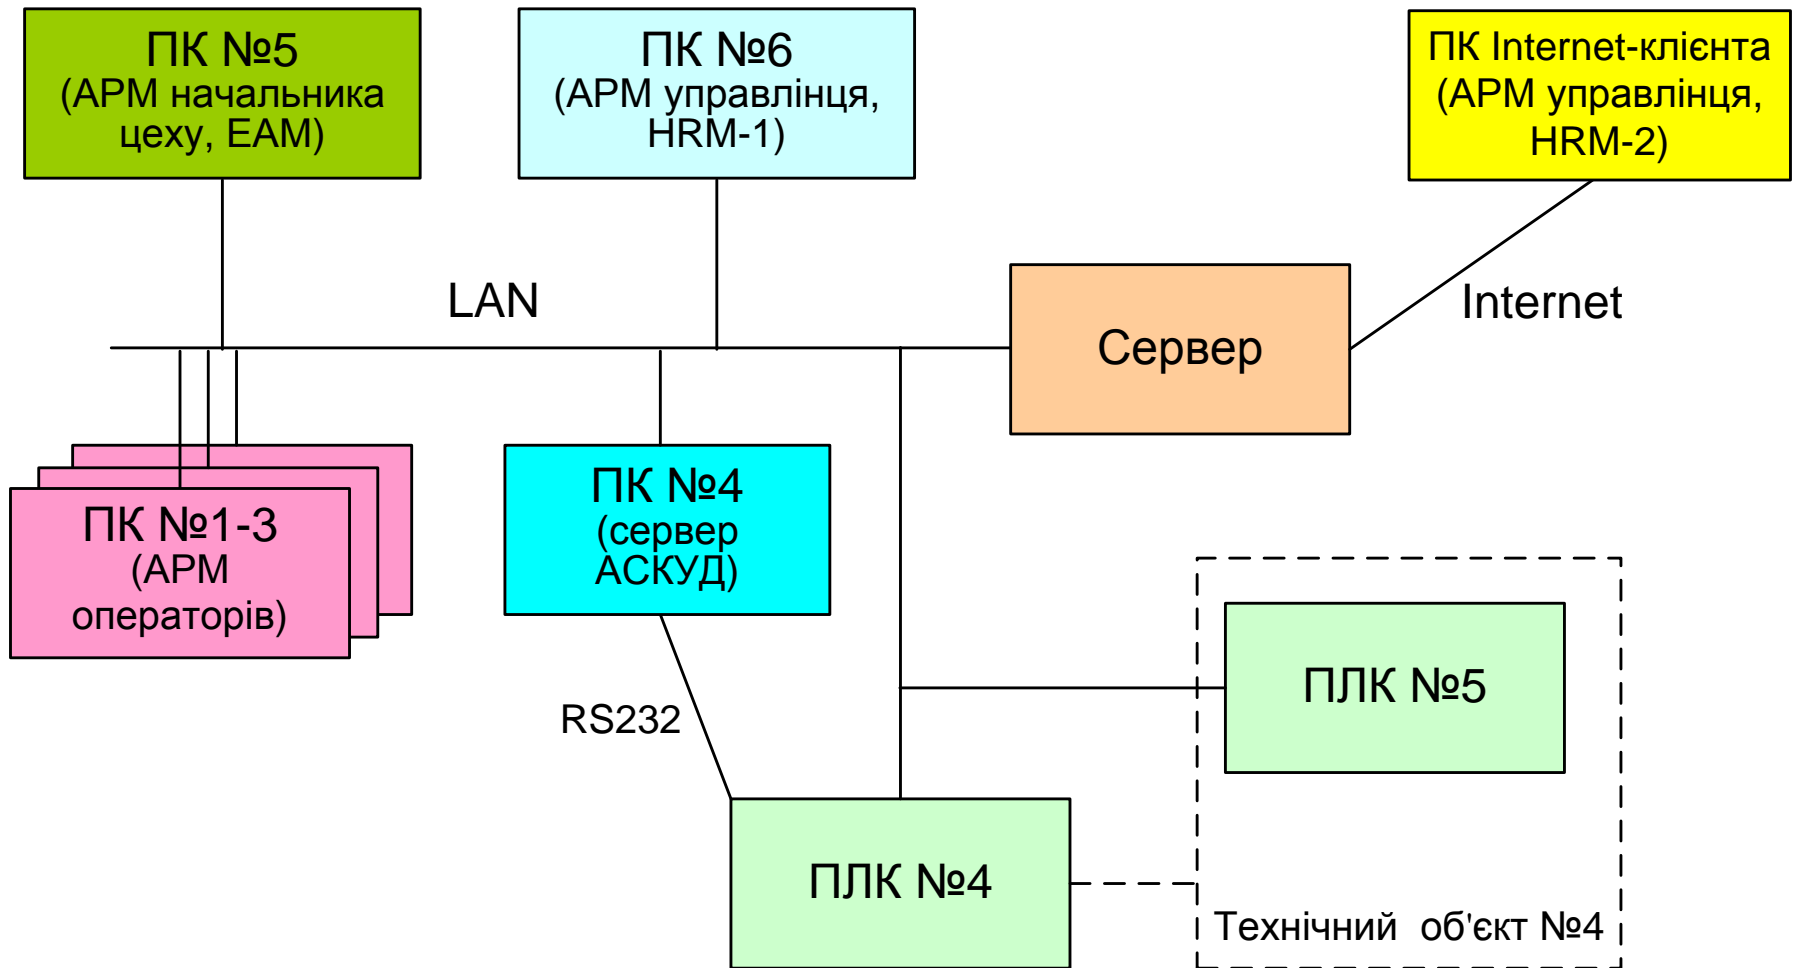 ПК №5
(АРМ начальника
цеху, ЕАМ)
ПК №6
(АРМ управлінця,
HRM-1)
ПК Internet-клієнта
(АРМ управлінця,
HRM-2)
LAN
Internet
Сервер
ПК №1-3
(АРМ
операторів)
ПК №4
(сервер
АСКУД)
RS232
ПЛК №5
ПЛК №4
Технічний об'єкт №4